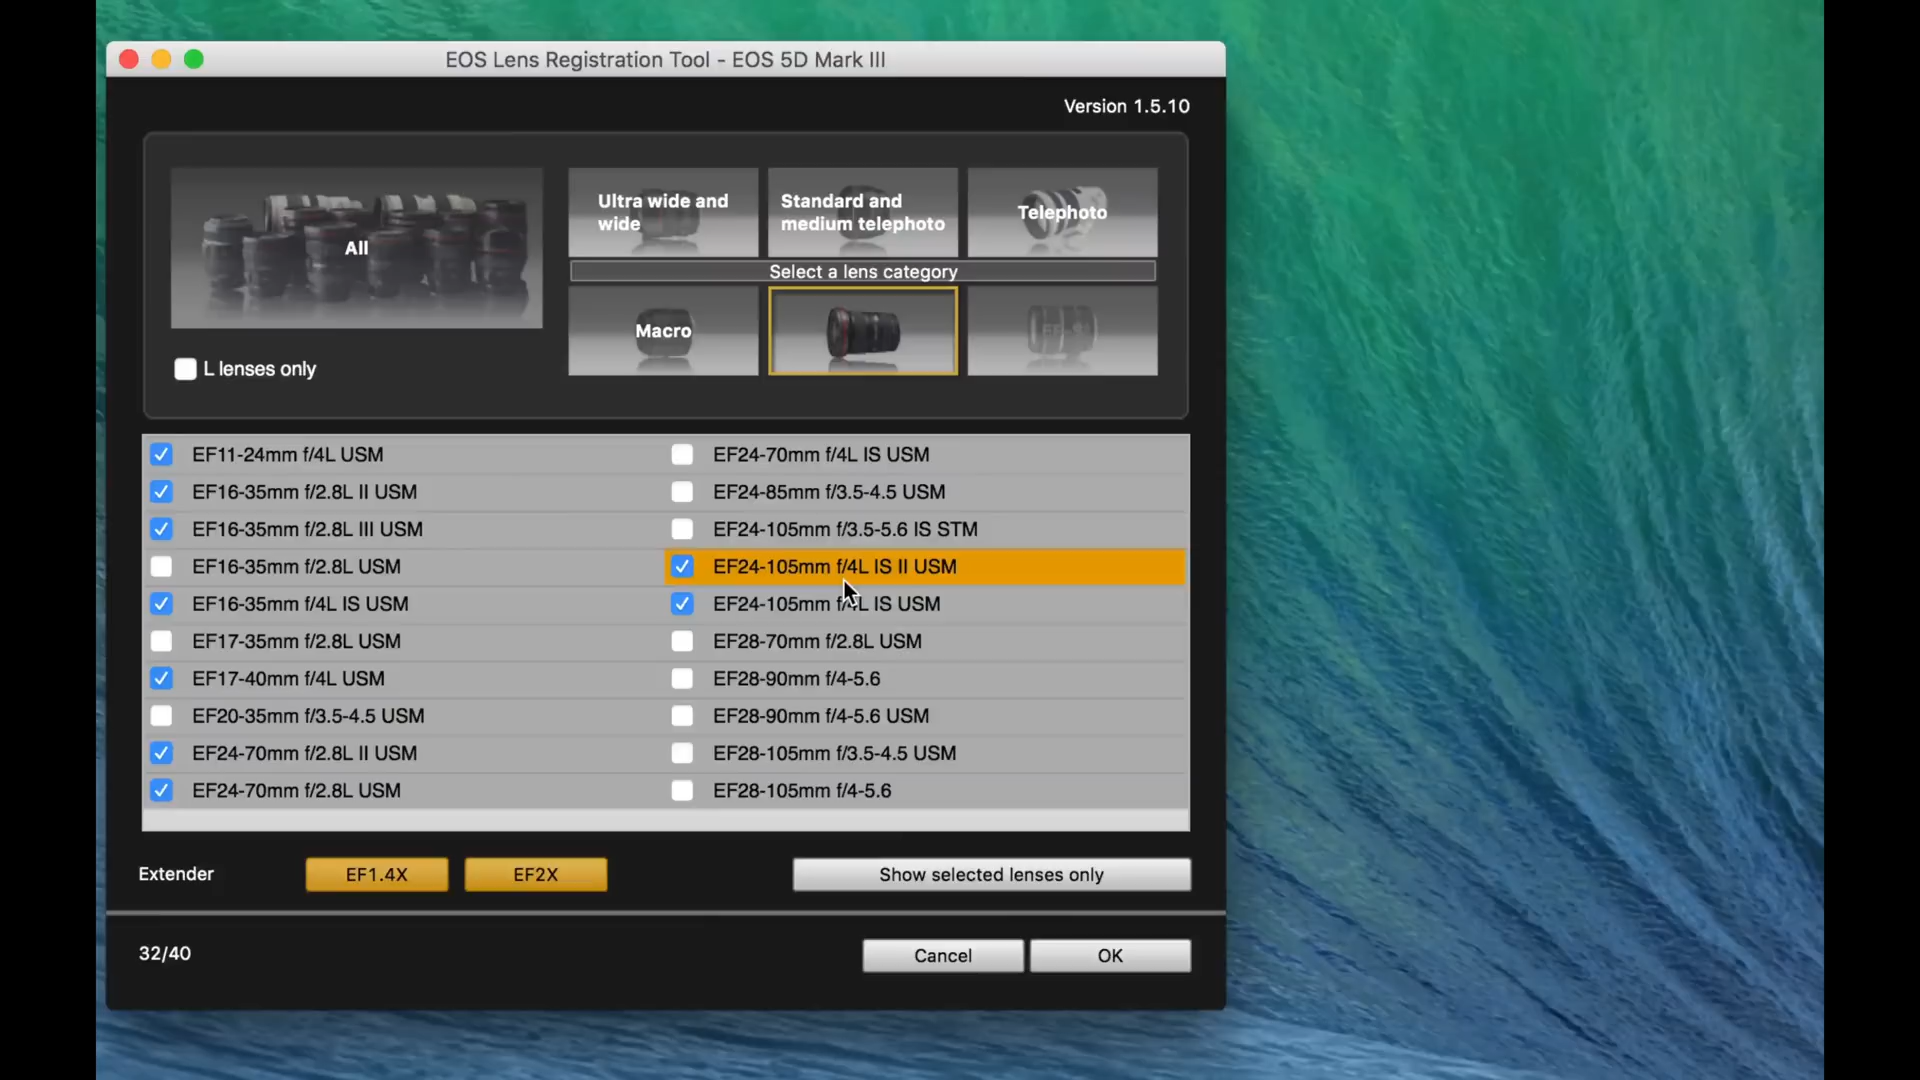 EOS Lens Registration Tool - EOS 5D Mark III
Version 1.5.10
All
Ultra wide and
wide
Standard and
medium telephoto
Telephoto
Select a lens category
Macro
L lenses only
EF11-24mm f/4L USM
EF16-35mm f/2.8L II USM
EF16-35mm f/2.8L III USM
EF16-35mm f/2.8L USM
EF16-35mm f/4L IS USM
EF17-35mm f/2.8L USM
EF17-40mm f/4L USM
EF20-35mm f/3.5-4.5 USM
EF24-70mm f/2.8L II USM
EF24-70mm f/2.8L USM
EF24-70mm f/4L IS USM
EF24-85mm f/3.5-4.5 USM
EF24-105mm f/3.5-5.6 IS STM
EF24-105mm f/4L IS II USM
EF24-105mm f/4L IS USM
EF28-70mm f/2.8L USM
EF28-90mm f/4-5.6
EF28-90mm f/4-5.6 USM
EF28-105mm f/3.5-4.5 USM
EF28-105mm f/4-5.6
Extender
EF1.4X
EF2X
Show selected lenses only
32/40
Cancel
OK